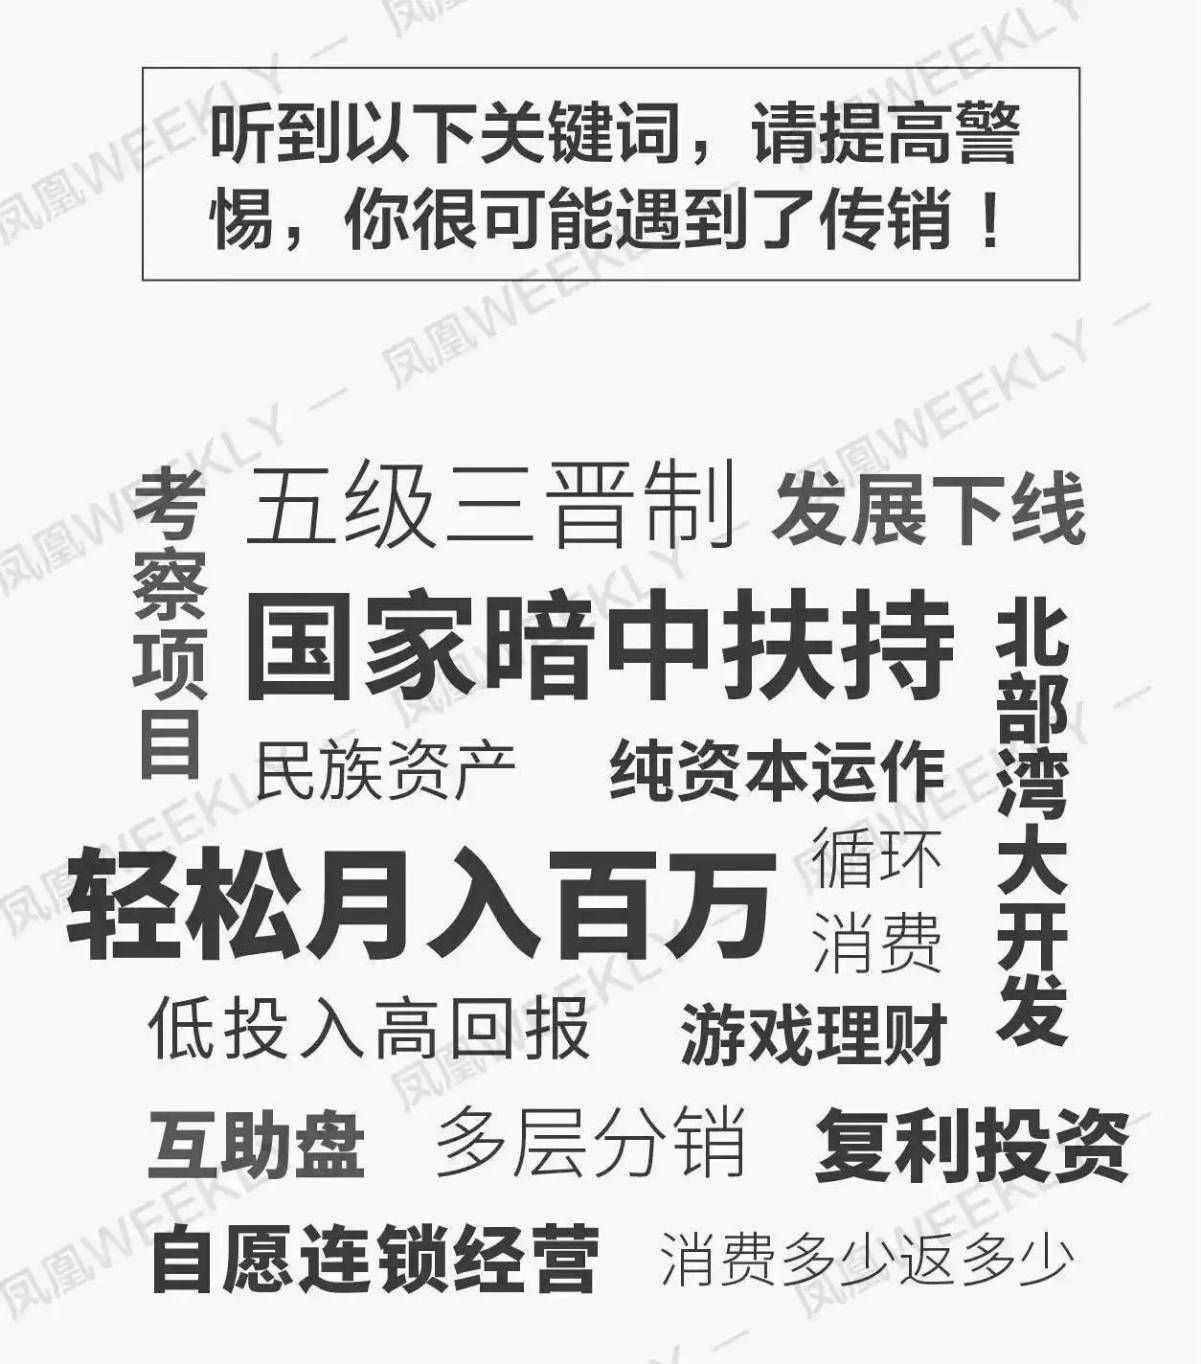 听到以下关键词，请提高警
惕，你很可能遇到了传销！
考察项目
五级三晋制
发展下线
国家暗中扶持
北部湾大开发
民族资产
纯资本运作
轻松月入百万
循环
消费
低投入高回报
游戏理财
互助盘
多层分销
复利投资
自愿连锁经营
消费多少返多少
凤凰WEEKLY